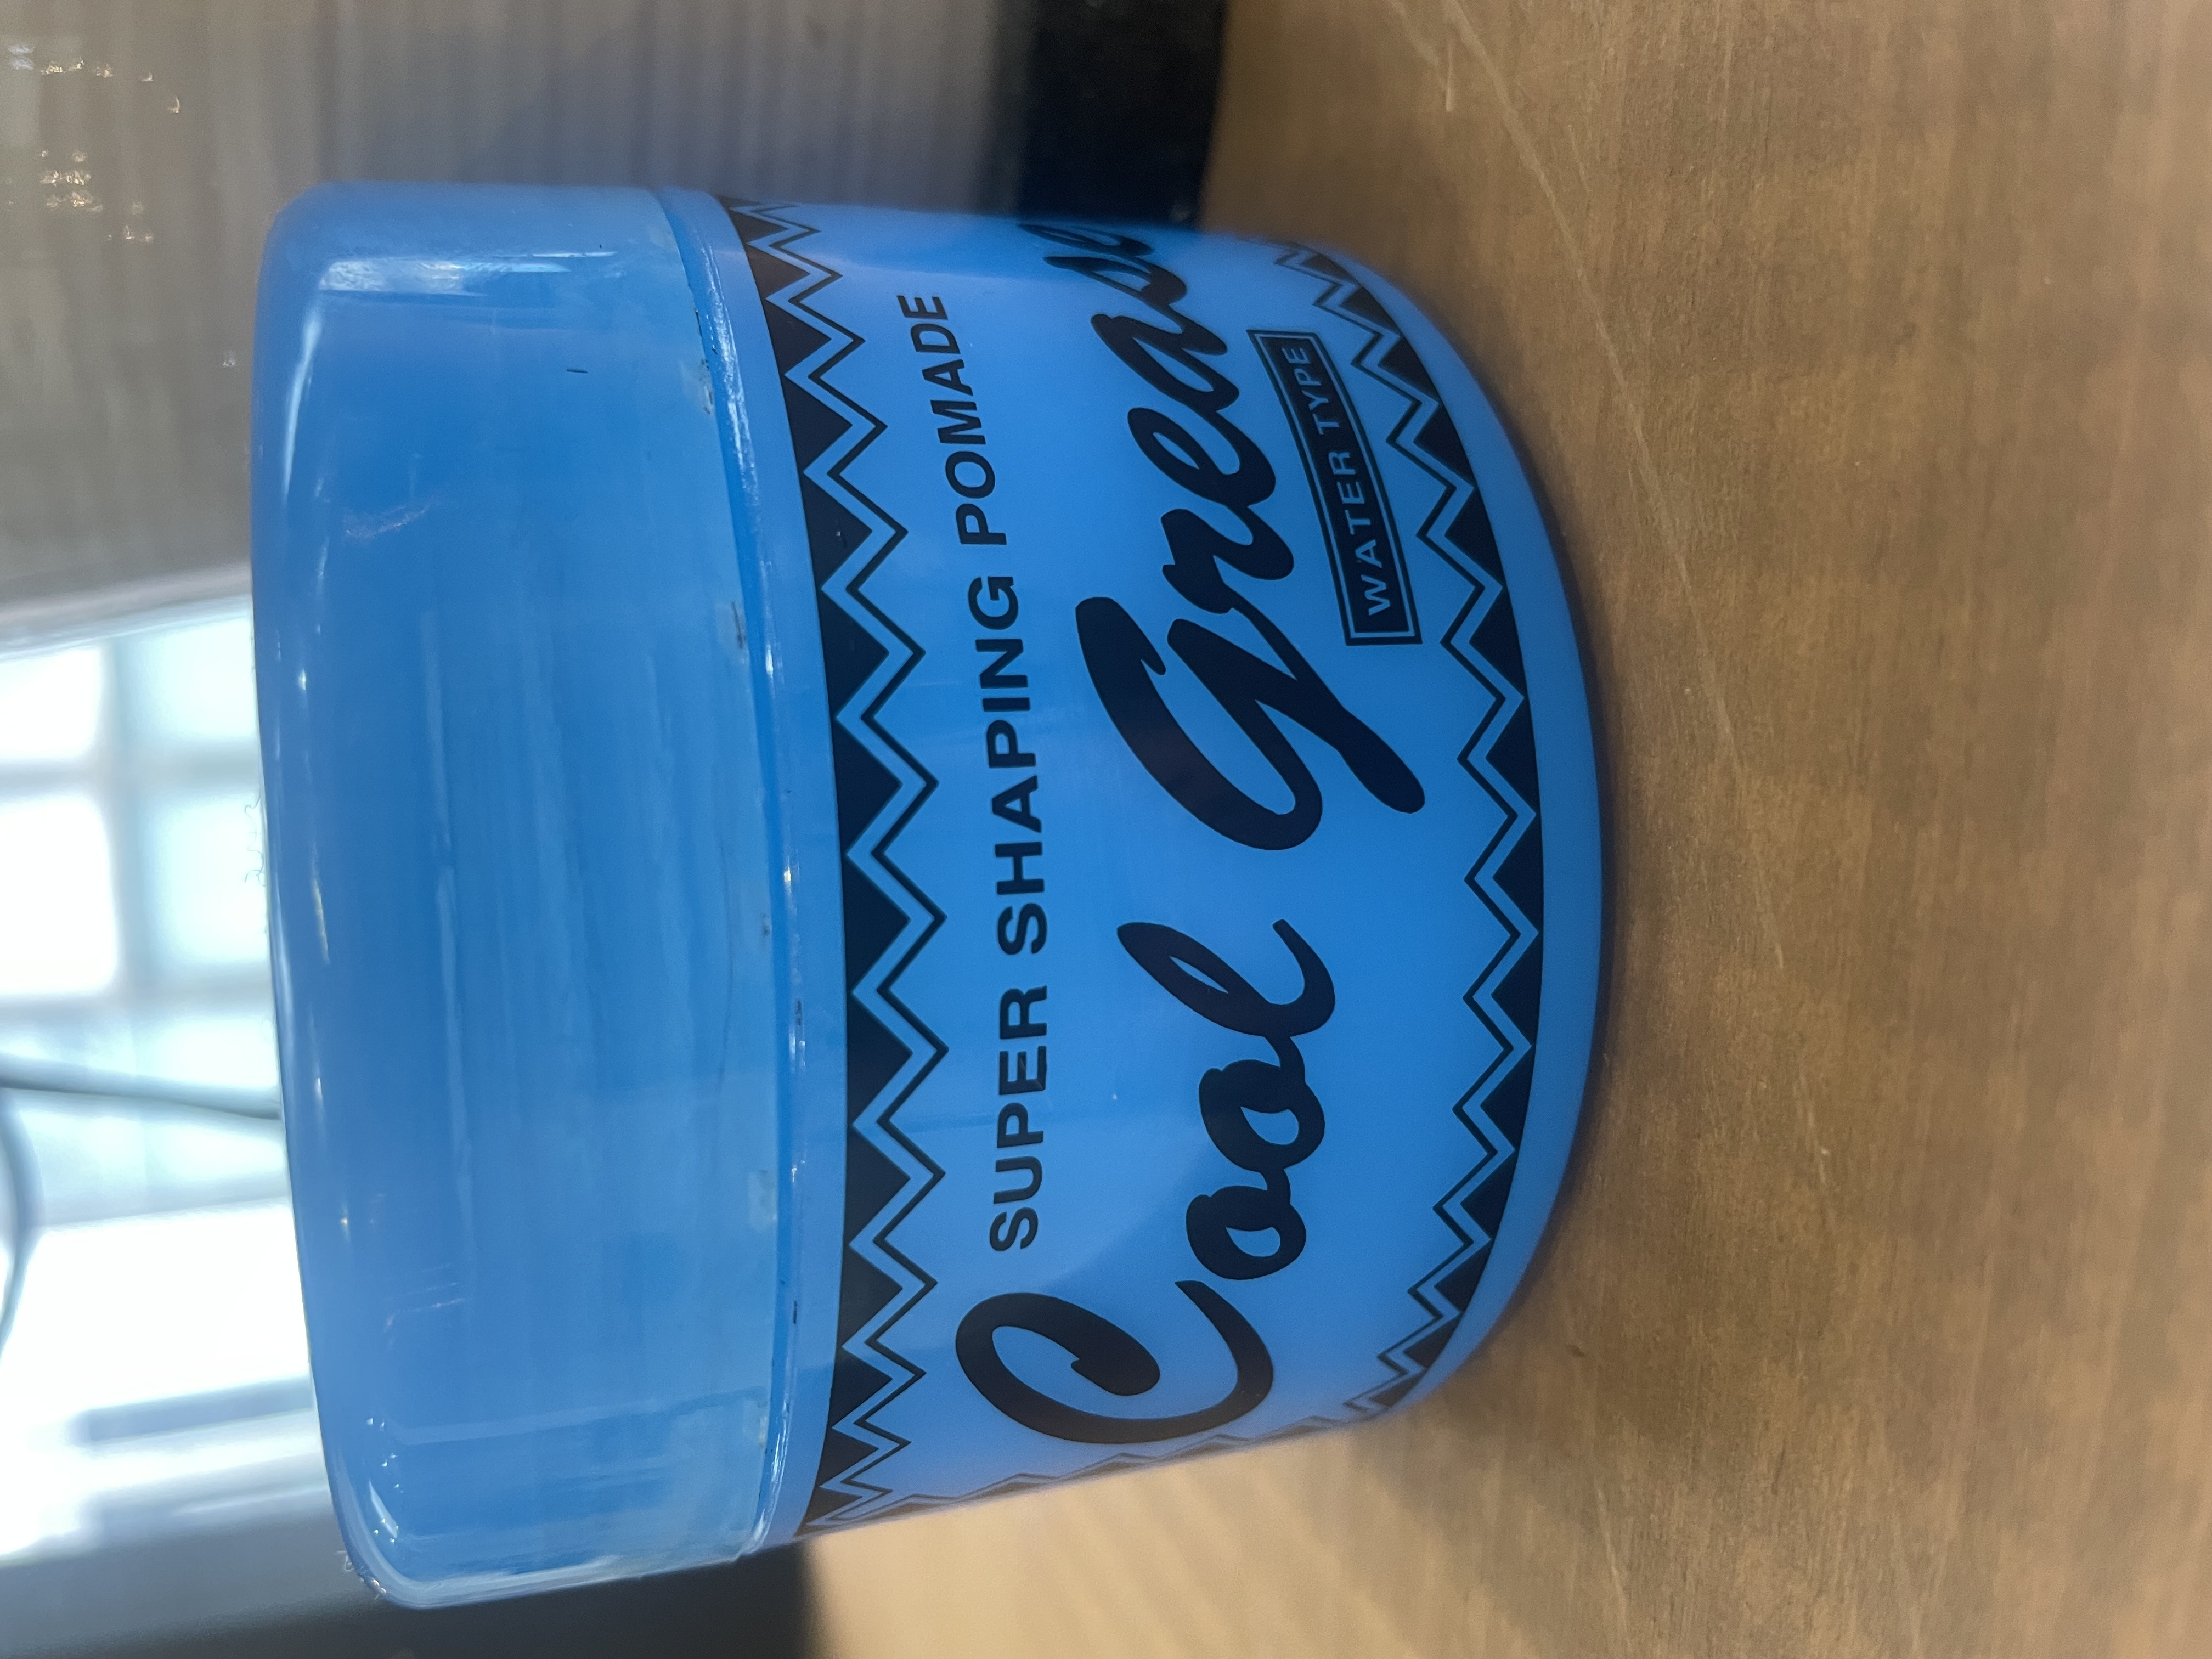 SUPER SHAPING POMADE
Cool Grease
WATER TYPE